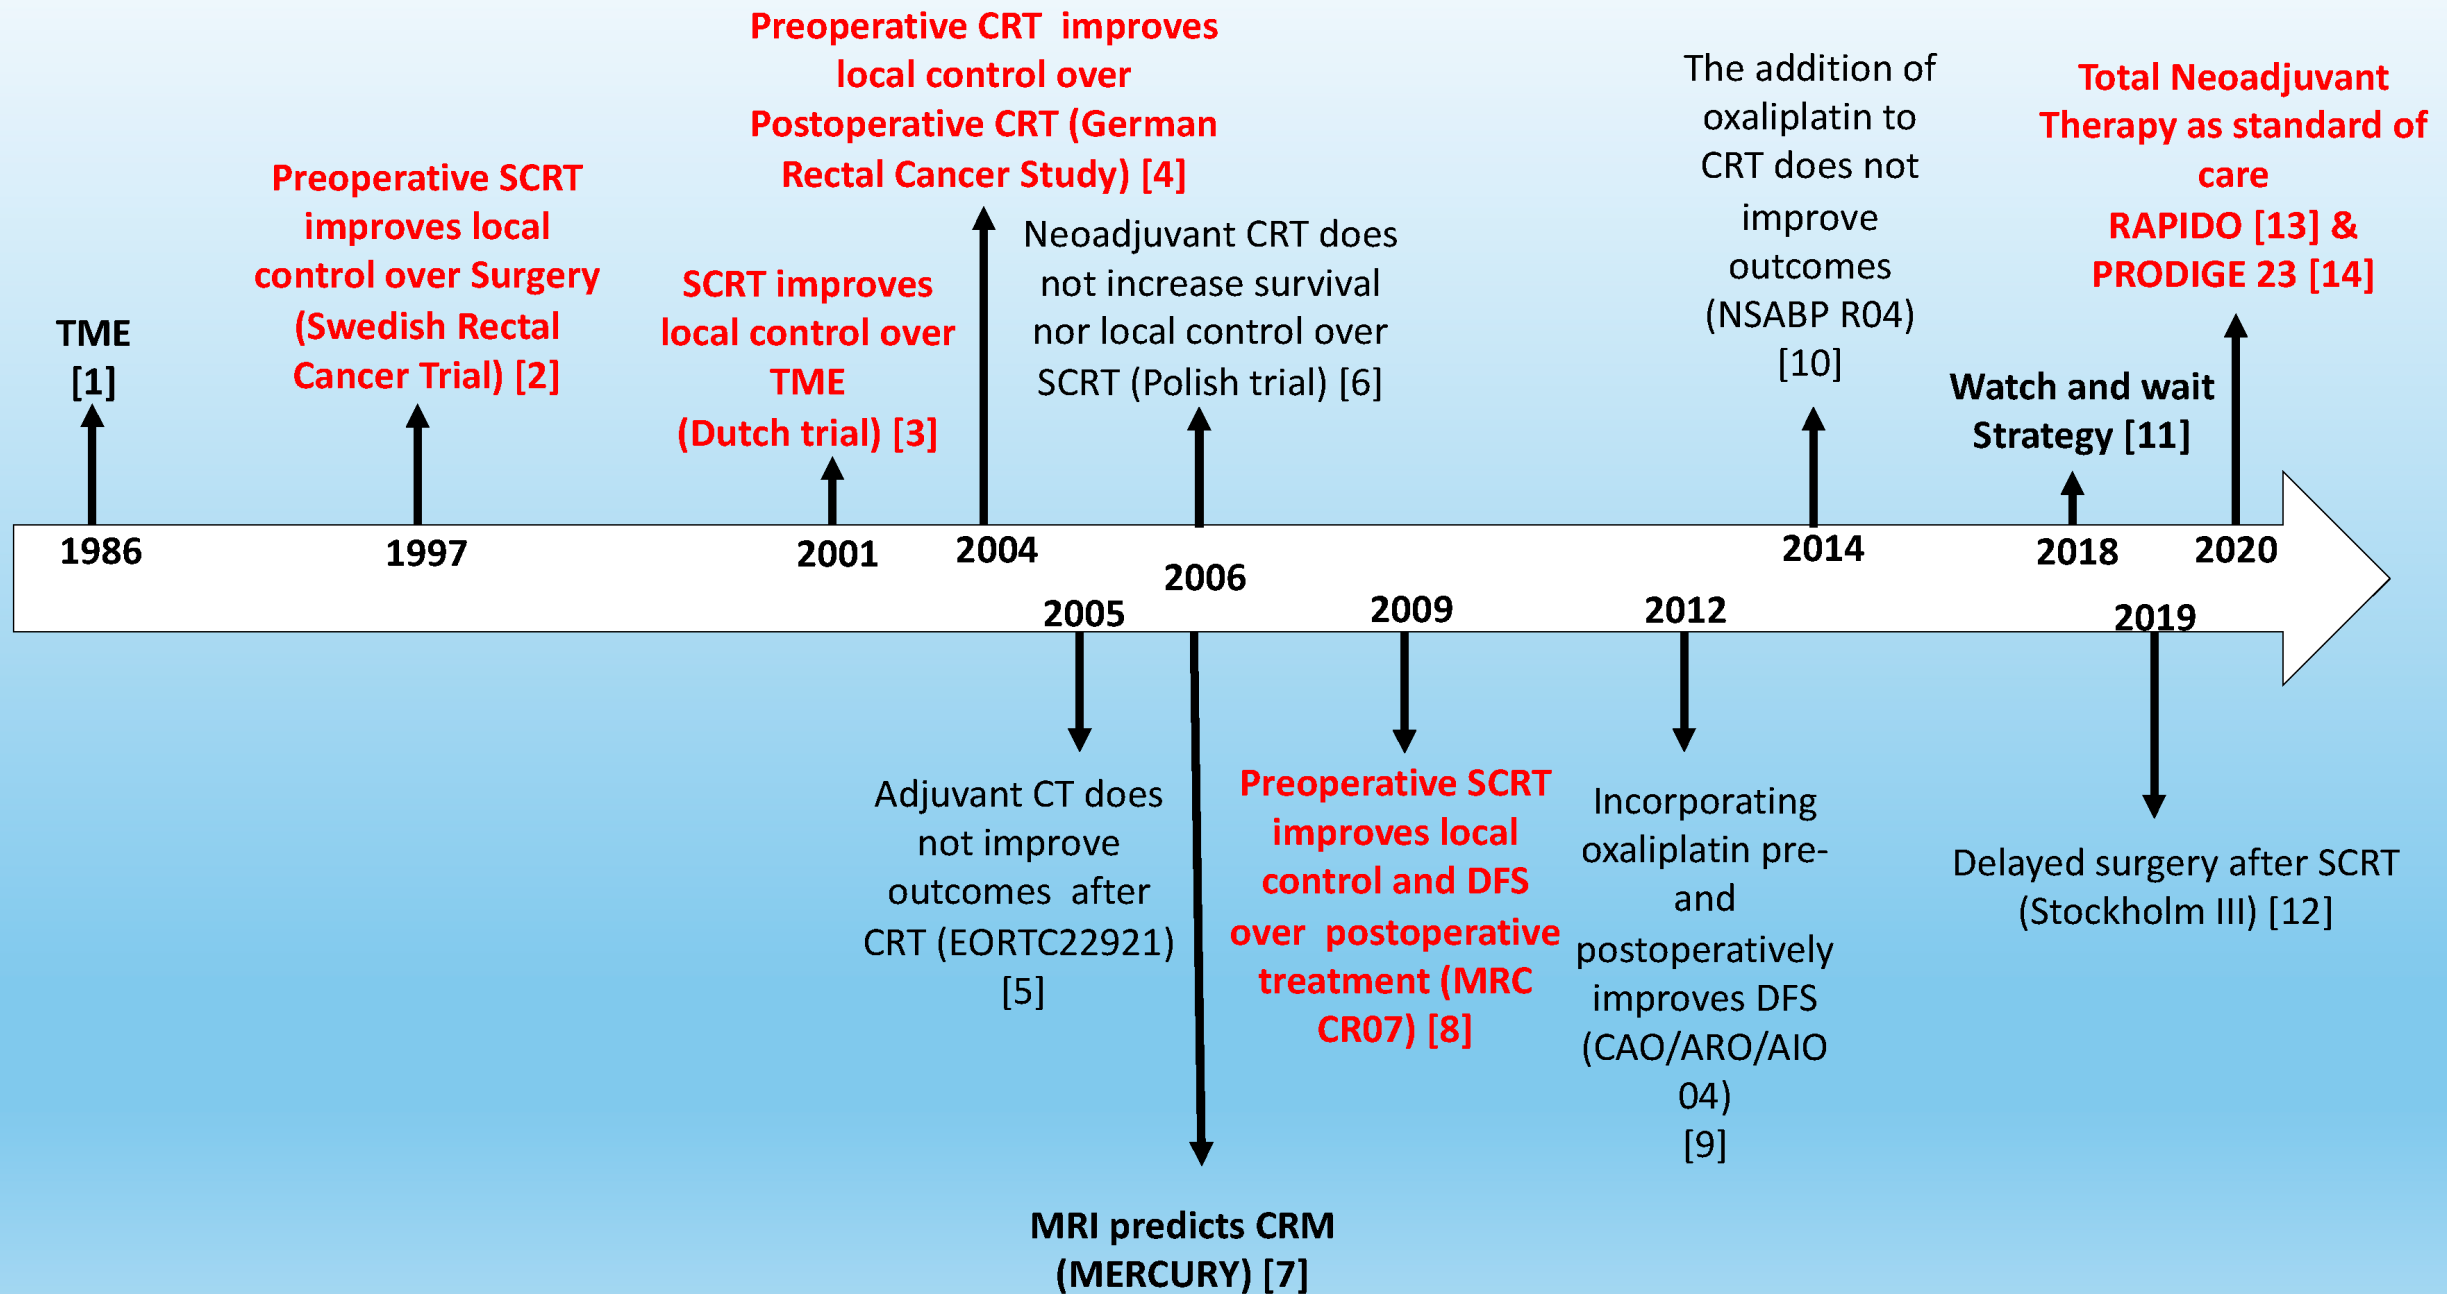 TME
[1]
Preoperative SCRT
improves local
control over Surgery
(Swedish Rectal
Cancer Trial) [2]
SCRT improves
local control over
TME
(Dutch trial) [3]
Preoperative CRT  improves
local control over
Postoperative CRT (German
Rectal Cancer Study) [4]
Neoadjuvant CRT does
not increase survival
nor local control over
SCRT (Polish trial) [6]
The addition of
oxaliplatin to
CRT does not
improve
outcomes
(NSABP R04)
[10]
Watch and wait
Strategy [11]
Total Neoadjuvant
Therapy as standard of
care
RAPIDO [13] &
PRODIGE 23 [14]
1986
1997
2001
2004
2005
2006
2009
2012
2014
2018
2019
2020
Adjuvant CT does
not improve
outcomes  after
CRT (EORTC22921)
[5]
MRI predicts CRM
(MERCURY) [7]
Preoperative SCRT
improves local
control and DFS
over  postoperative
treatment (MRC
CR07) [8]
Incorporating
oxaliplatin pre-
and
postoperatively
improves DFS
(CAO/ARO/AIO
04)
[9]
Delayed surgery after SCRT
(Stockholm III) [12]